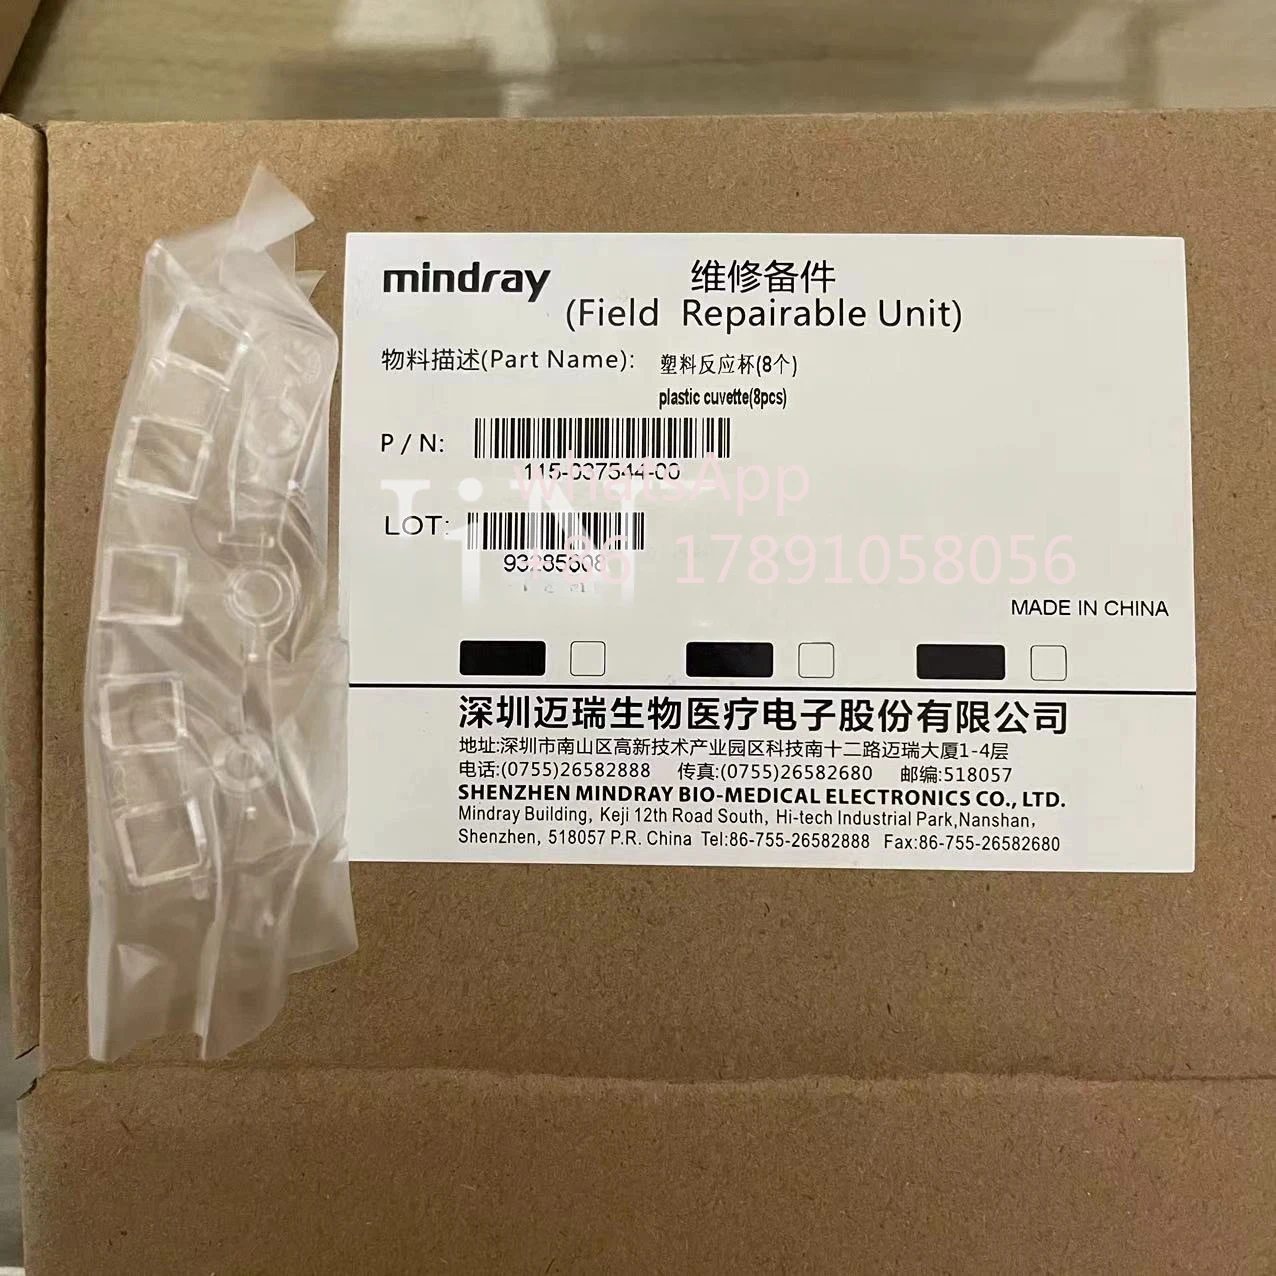 mindray
维修备件
(Field Repairable Unit)
物料描述(Part Name): 塑料反应杯(8个)
plastic cuvette(8pcs)
P / N:
115-037544-00
whatsApp
LiN
LOT:
93285608
+86 17891058056
MADE IN CHINA
深圳迈瑞生物医疗电子股份有限公司
地址:深圳市南山区高新技术产业园区科技南十二路迈瑞大厦1-4层
电话:(0755)26582888 传真:(0755)26582680 邮编:518057
SHENZHEN MINDRAY BIO-MEDICAL ELECTRONICS CO., LTD.
Mindray Building, Keji 12th Road South, Hi-tech Industrial Park,Nanshan,
Shenzhen, 518057 P.R. China Tel:86-755-26582888 Fax:86-755-26582680